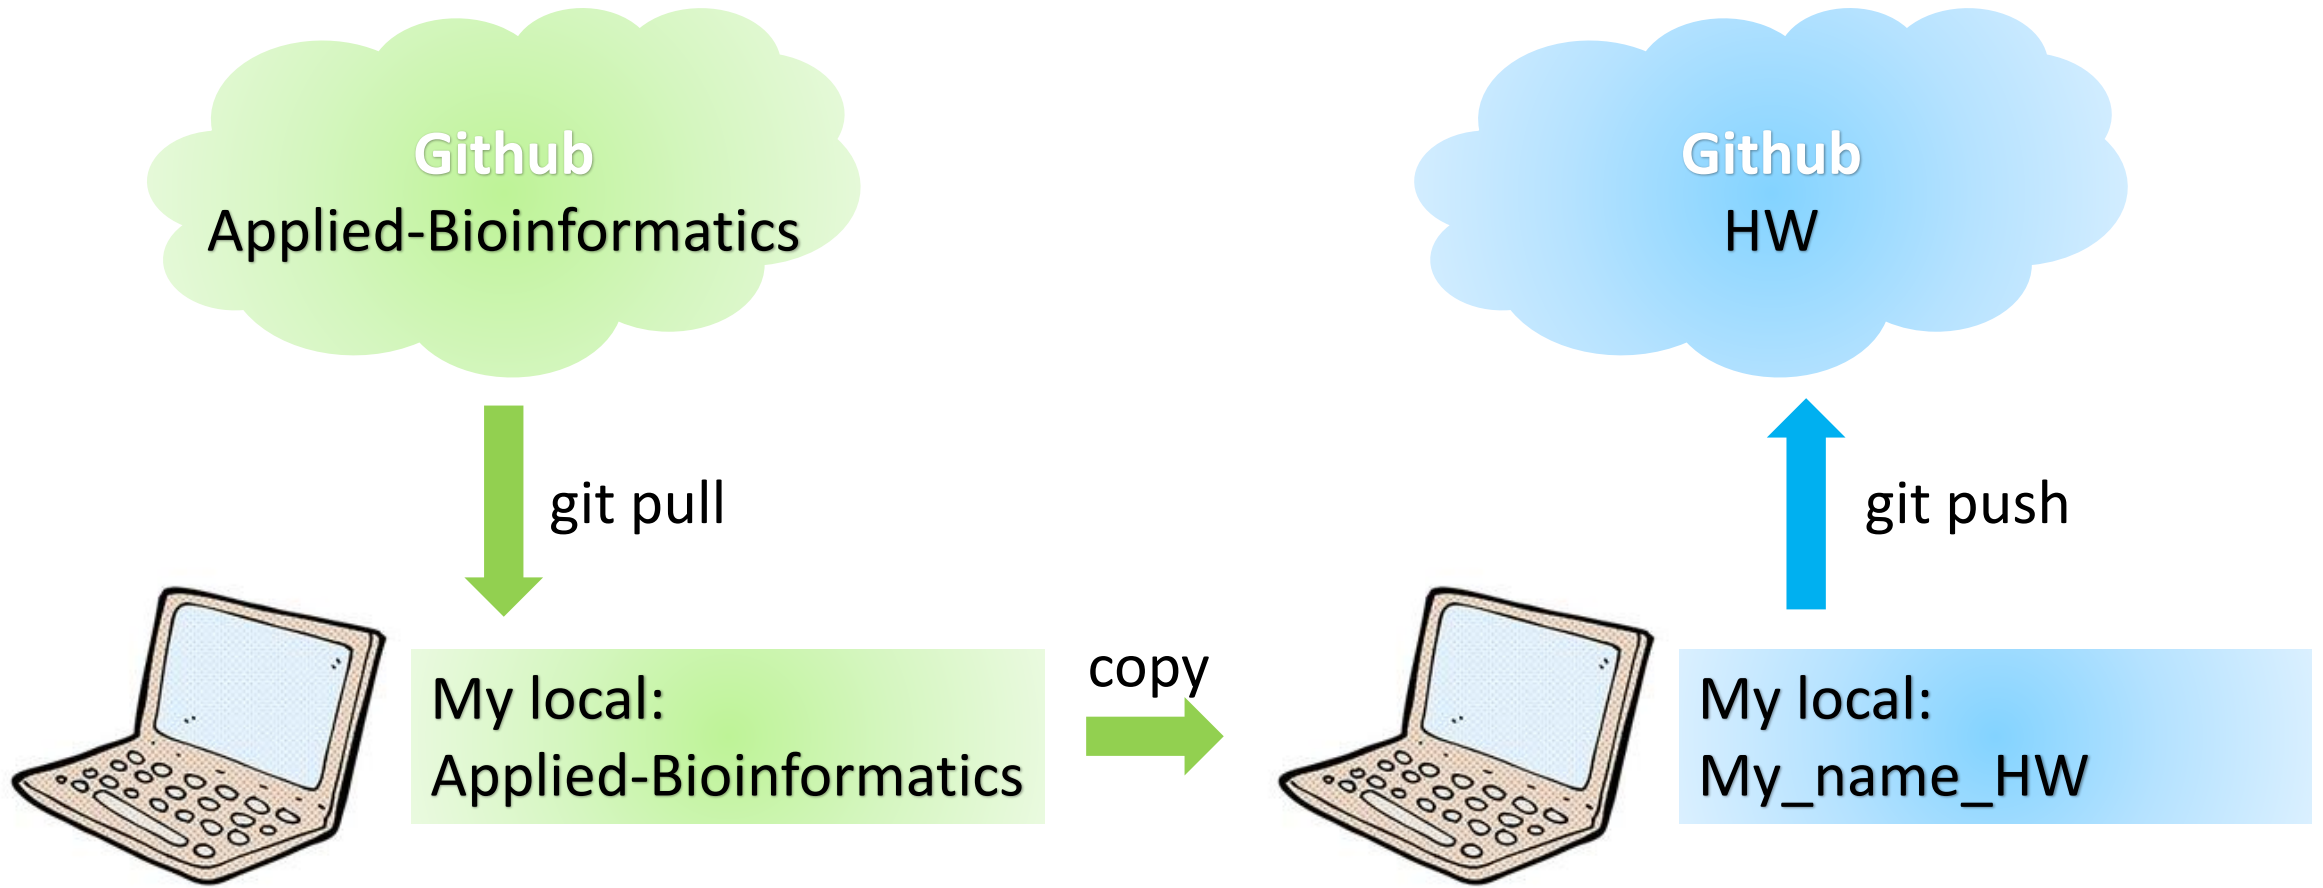 Github
Applied-Bioinformatics
Github
HW
git pull
git push
My local:
Applied-Bioinformatics
copy
My local:
My_name_HW